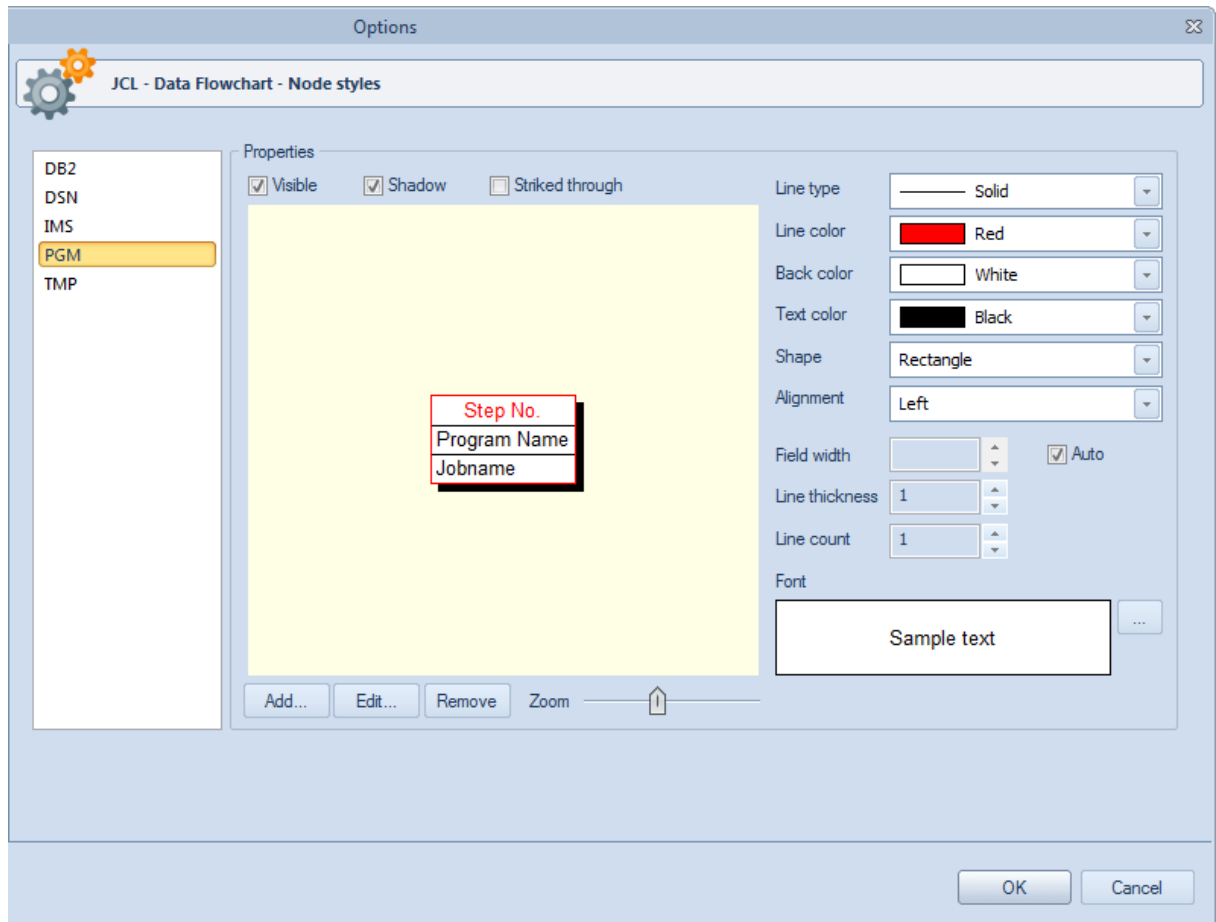 Options
JCL - Data Flowchart - Node styles
DB2
DSN
IMS
PGM
TMP
Properties
Visible
Shadow
Striked through
Step No.
Program Name
Jobname
Add...
Edit...
Remove
Zoom
Line type
Solid
Line color
Red
Back color
White
Text color
Black
Shape
Rectangle
Alignment
Left
Field width
Auto
Line thickness
1
Line count
1
Font
Sample text
...
OK
Cancel